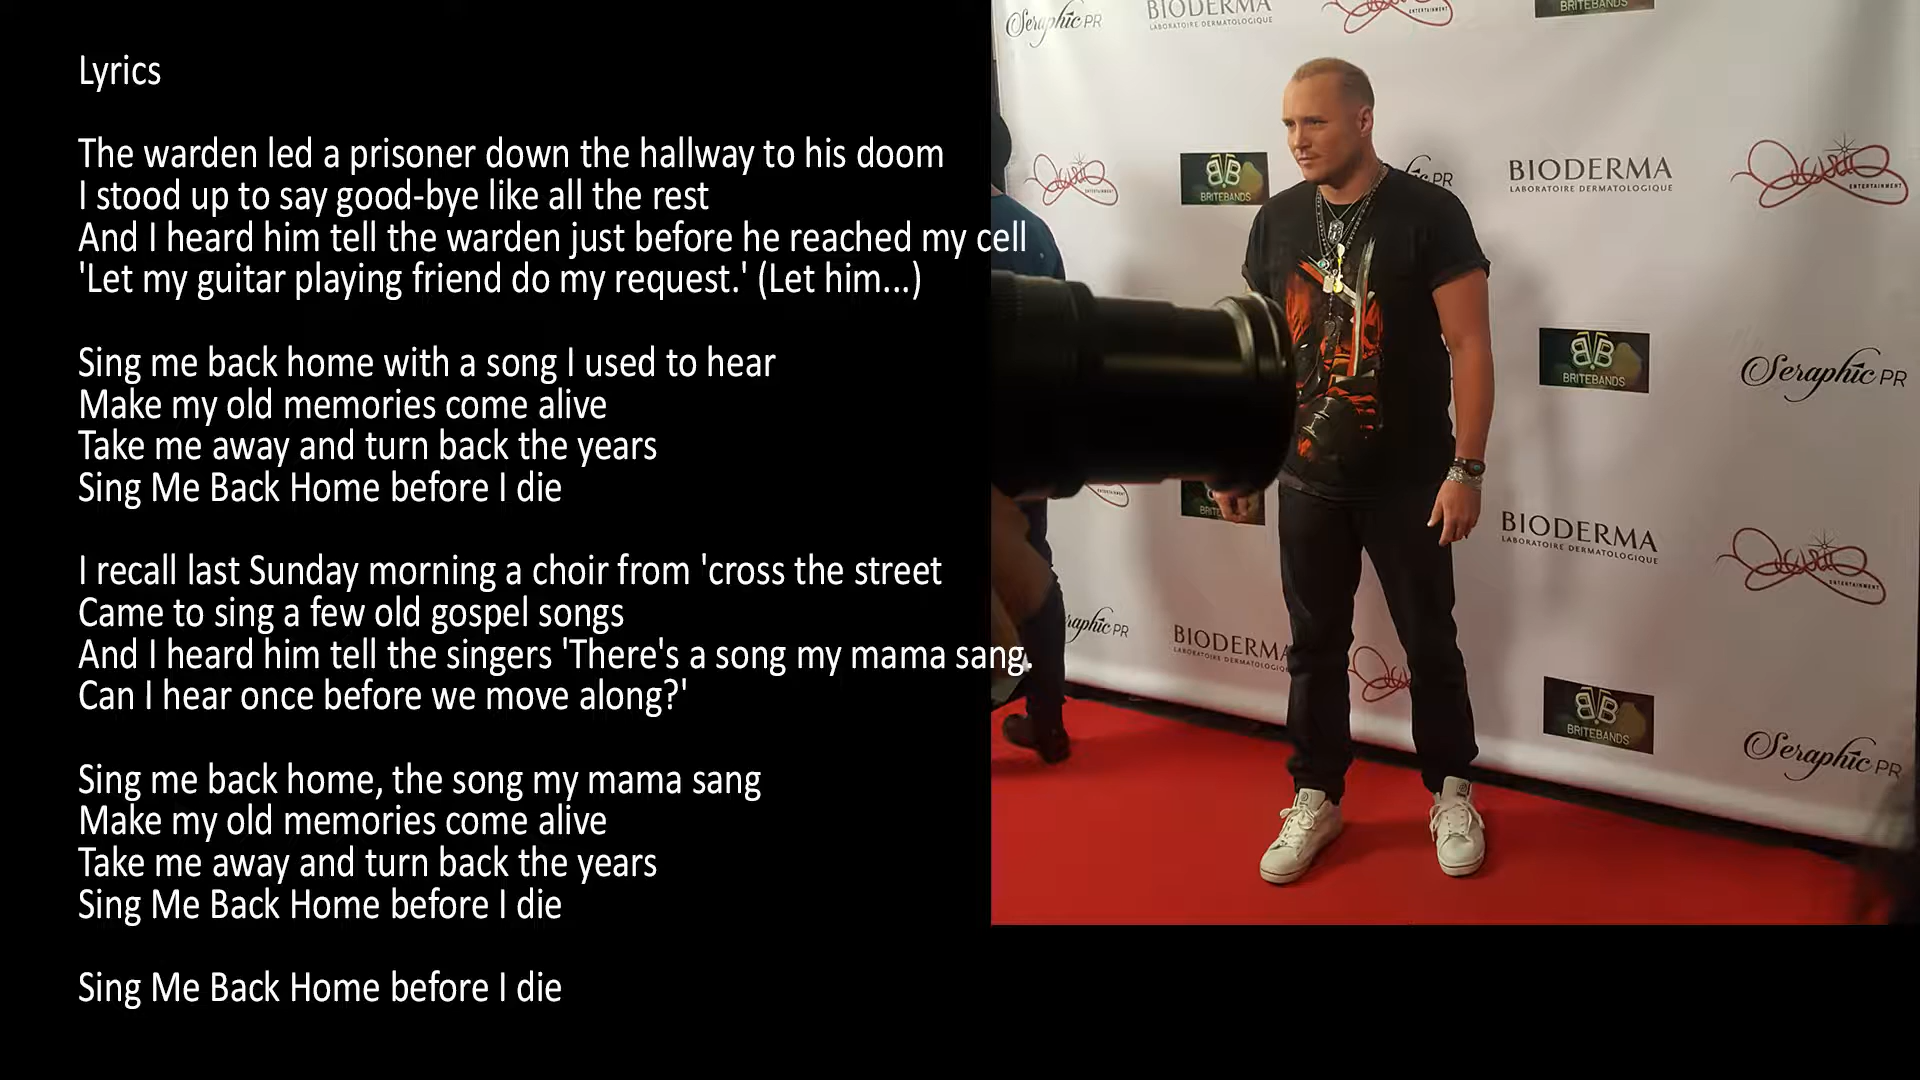 Lyrics
The warden led a prisoner down the hallway to his doom
I stood up to say good-bye like all the rest
And I heard him tell the warden just before he reached my cell
'Let my guitar playing friend do my request.' (Let him...)
Sing me back home with a song I used to hear
Make my old memories come alive
Take me away and turn back the years
Sing Me Back Home before I die
I recall last Sunday morning a choir from 'cross the street
Came to sing a few old gospel songs
And I heard him tell the singers 'There's a song my mama sang.
Can I hear once before we move along?'
Sing me back home, the song my mama sang
Make my old memories come alive
Take me away and turn back the years
Sing Me Back Home before I die
Sing Me Back Home before I die
Seraphic PR
BIODERMA
LABORATOIRE DERMATOLOGIQUE
ENTERTAINMENT
BRITEBANDS
ENTERTAINMENT
BRITEBANDS
PR
BIODERMA
LABORATOIRE DERMATOLOGIQUE
ENTERTAINMENT
BRITEBANDS
Seraphic PR
BIODERMA
LABORATOIRE DERMATOLOGIQUE
ENTERTAINMENT
PR
BIODERMA
BRITEBANDS
Seraphic PR